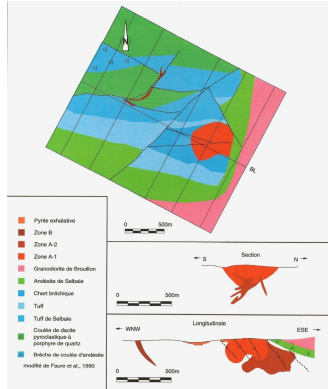 N
BL
0 500m
Pyrite exhalative
Zone B
Zone A-2
Zone A-1
Granodiorite de Brouillon
Andésite de Selbaie
Chert bréchique
Tuff
Tuff de Selbaie
Coulée de dacite
pyroclastique à
porphyre de quartz
Brèche de coulée d'andésite
modifié de Faure et al., 1990
Section
S N
0 500m
Longitudinale
WNW ESE
0 500m